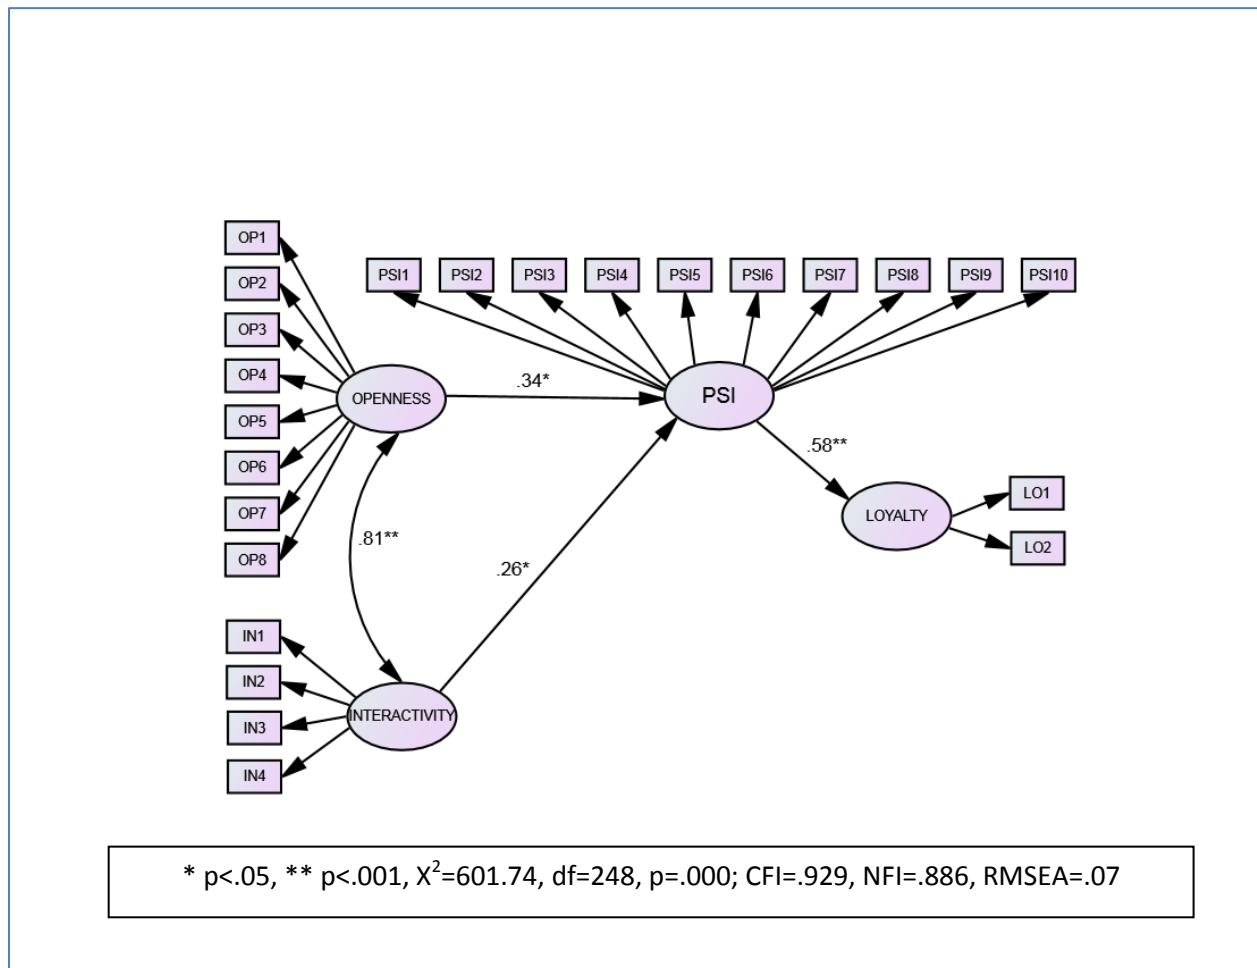 OP1
OP2
OP3
OP4
OP5
OP6
OP7
OP8
PSI1 PSI2 PSI3 PSI4 PSI5 PSI6 PSI7 PSI8 PSI9 PSI10
OPENNESS
.34*
PSI
.58**
LOYALTY
LO1
LO2
.81**
.26*
IN1
IN2
IN3
IN4
INTERACTIVITY
* p<.05, ** p<.001, X²=601.74, df=248, p=.000; CFI=.929, NFI=.886, RMSEA=.07